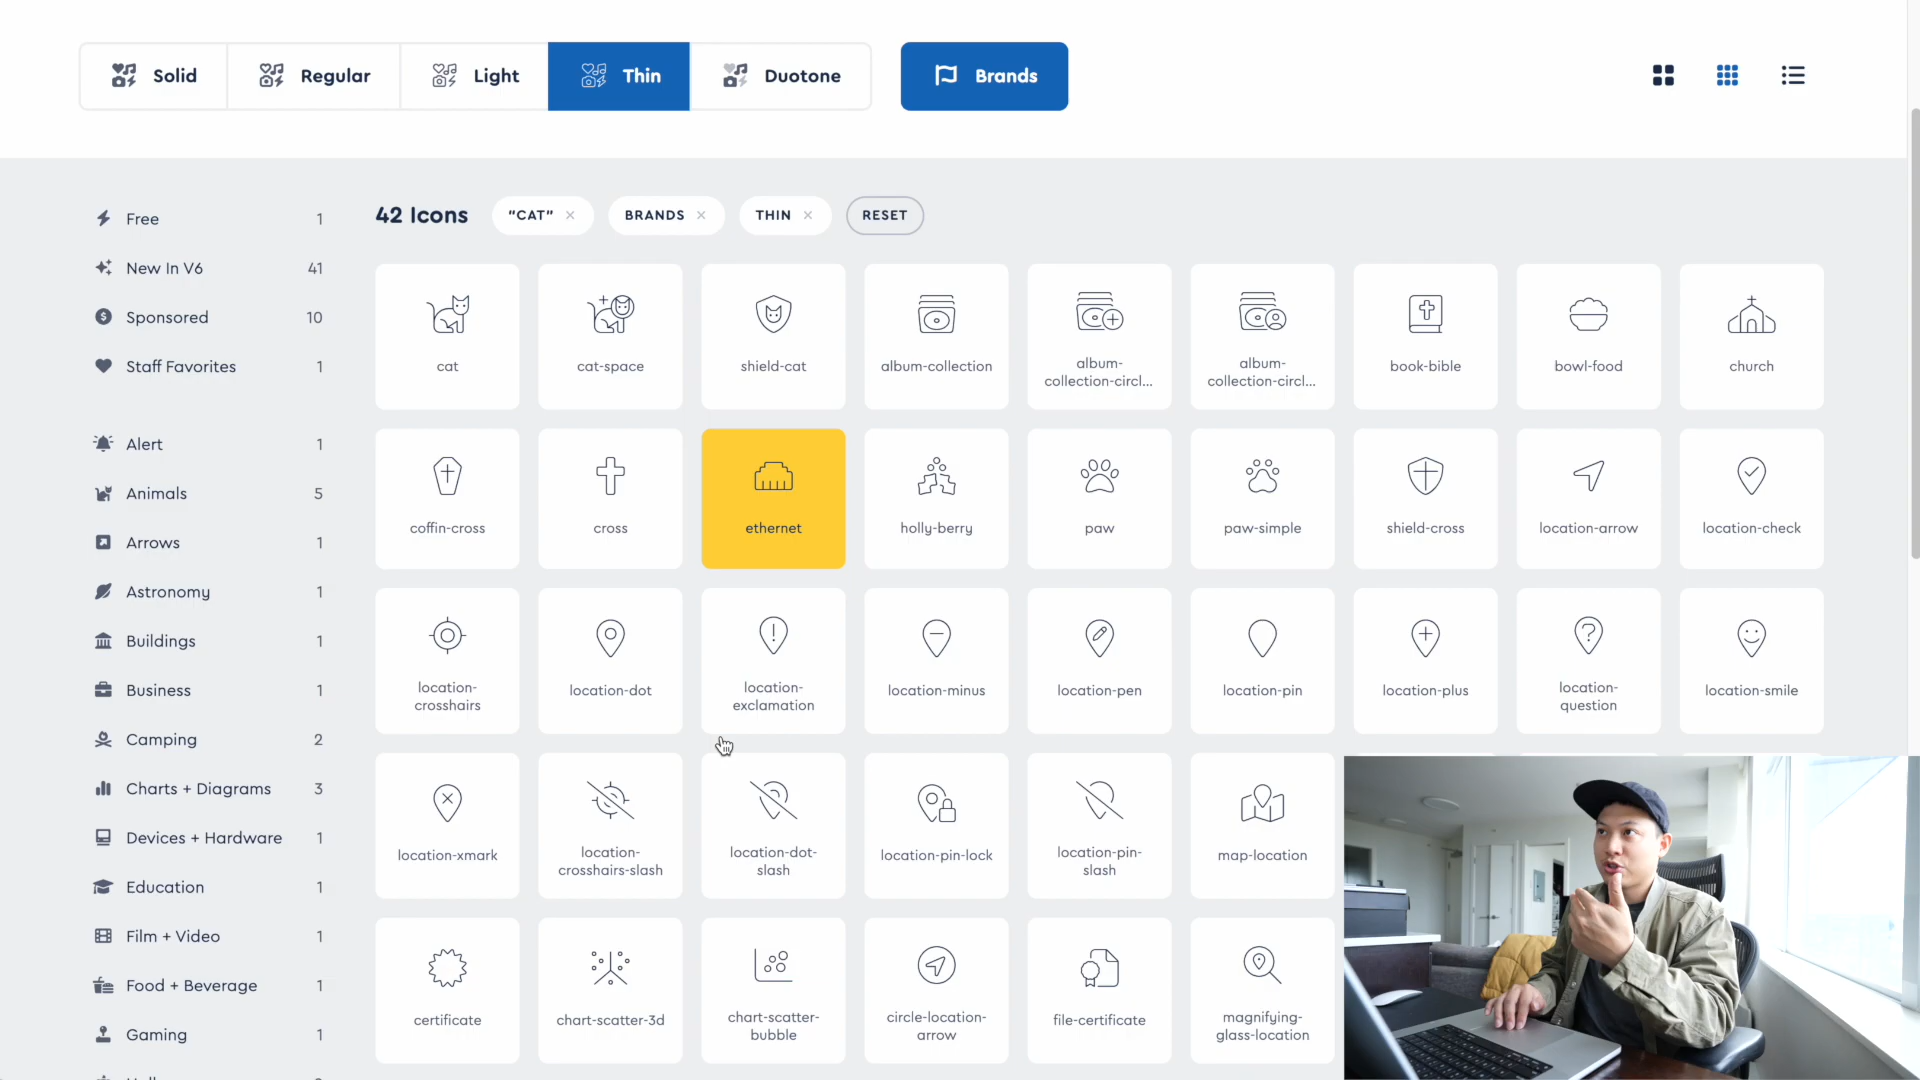 Solid
Regular
Light
Thin
Duotone
Brands
Free 1
New In V6 41
Sponsored 10
Staff Favorites 1
Alert 1
Animals 5
Arrows 1
Astronomy 1
Buildings 1
Business 1
Camping 2
Charts + Diagrams 3
Devices + Hardware 1
Education 1
Film + Video 1
Food + Beverage 1
Gaming 1
42 Icons
"CAT" ×
BRANDS ×
THIN ×
RESET
cat
cat-space
shield-cat
album-collection
album-
collection-circl...
album-
collection-circl...
book-bible
bowl-food
church
coffin-cross
cross
ethernet
holly-berry
paw
paw-simple
shield-cross
location-arrow
location-check
location-
crosshairs
location-dot
location-
exclamation
location-minus
location-pen
location-pin
location-plus
location-
question
location-smile
location-xmark
location-
crosshairs-slash
location-dot-
slash
location-pin-lock
location-pin-
slash
map-location
certificate
chart-scatter-3d
chart-scatter-
bubble
circle-location-
arrow
file-certificate
magnifying-
glass-location